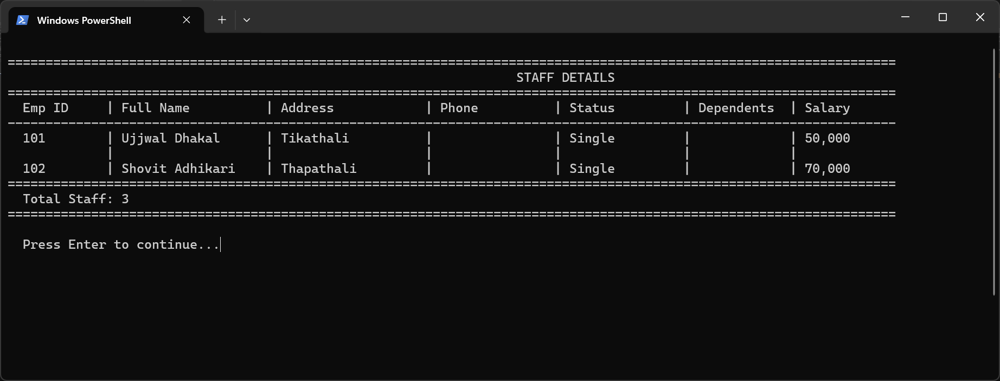 Windows PowerShell
=====================================================================================================================
STAFF DETAILS
=====================================================================================================================
Emp ID | Full Name | Address | Phone | Status | Dependents | Salary
---------------------------------------------------------------------------------------------------------------------
101 | Ujjwal Dhakal | Tikathali | | Single | | 50,000
| | | | | |
102 | Shovit Adhikari | Thapathali | | Single | | 70,000
=====================================================================================================================
Total Staff: 3
=====================================================================================================================
Press Enter to continue...